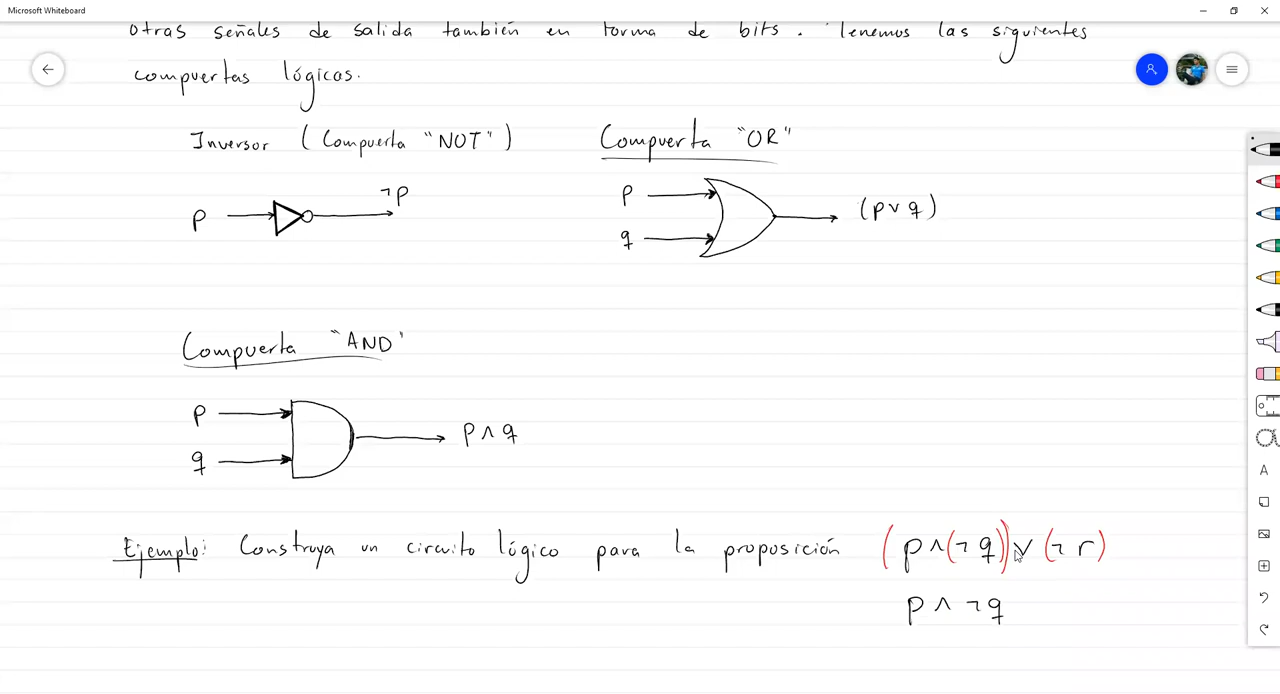 Microsoft Whiteboard
otras señales de salida también en forma de bits. Tenemos las siguientes
compuertas lógicas.
Inversor (Compuerta "NOT")
Compuerta "OR"
p ¬p
p
q (p ∨ q)
Compuerta "AND"
p
q p ∧ q
Ejemplo: Construya un circuito lógico para la proposición (p ∧ (¬ q)) ∨ (¬ r)
p ∧ ¬q
A